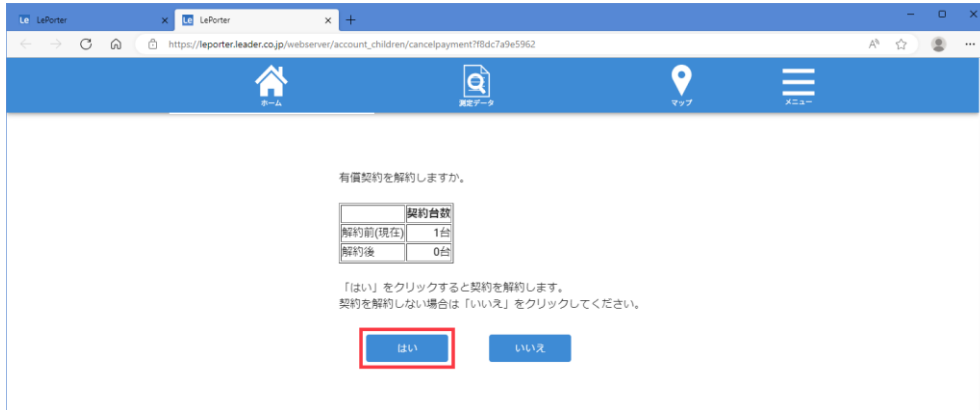 Le LePorter
Le LePorter
https://leporter.leader.co.jp/webserver/account_children/cancelpayment?f8dc7a9e5962
ホーム
測定データ
マップ
メニュー
有償契約を解約しますか。
契約台数
解約前(現在) 1台
解約後 0台
「はい」をクリックすると契約を解約します。
契約を解約しない場合は「いいえ」をクリックしてください。
はい
いいえ